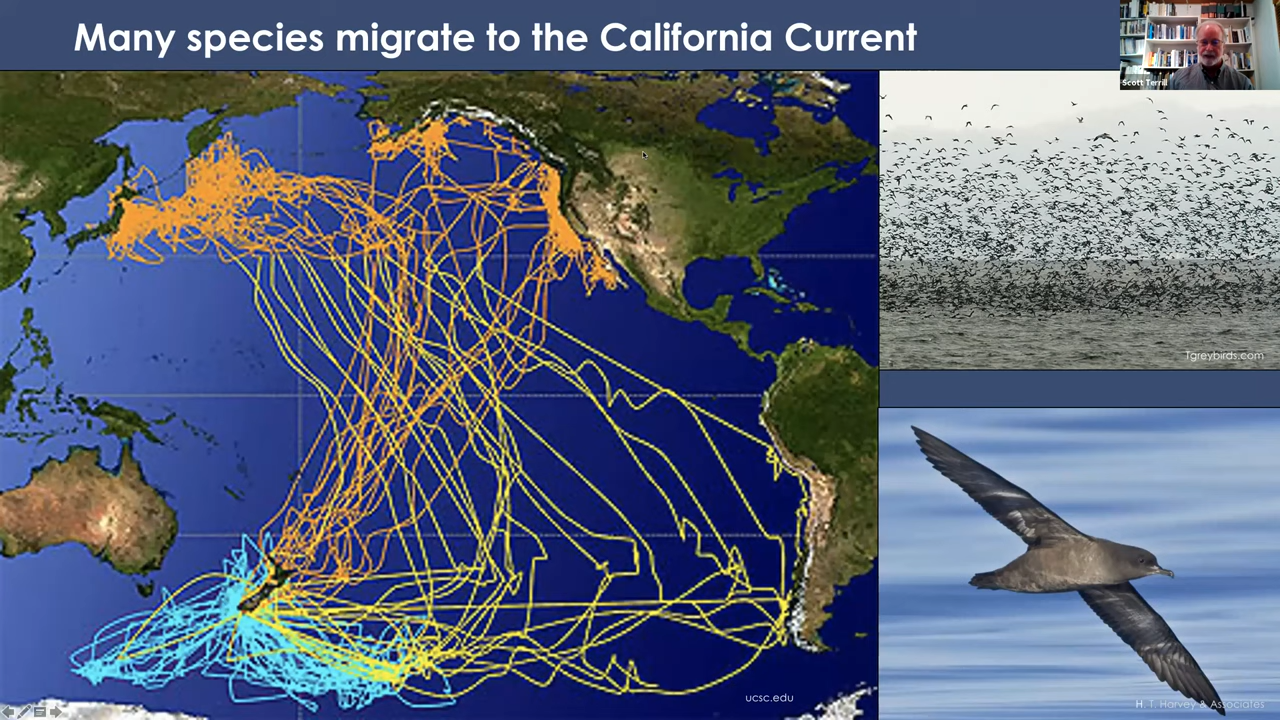 Many species migrate to the California Current
Scott Terrill
Tgreybirds.com
ucsc.edu
H. T. Harvey & Associates